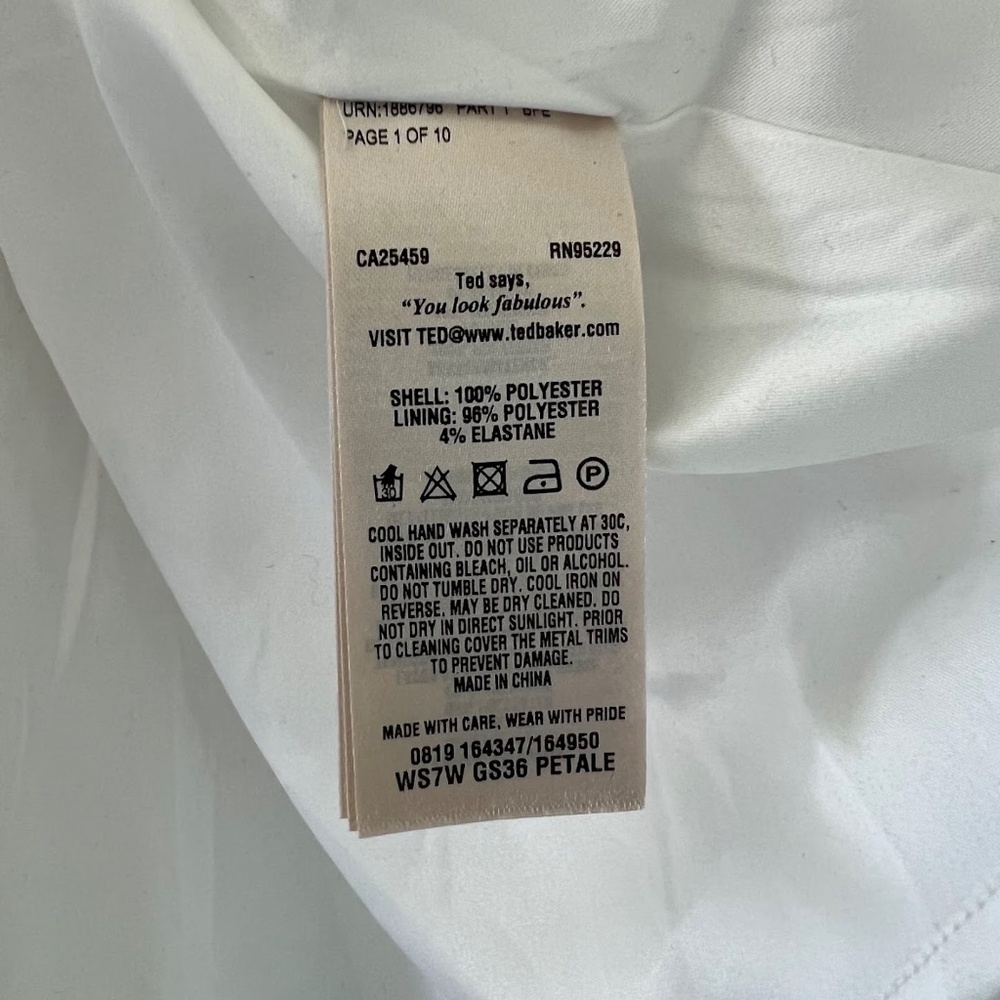 URN:1886796 PART 1
PAGE 1 OF 10
CA25459 RN95229
Ted says,
“You look fabulous”.
VISIT TED@www.tedbaker.com
SHELL: 100% POLYESTER
LINING: 96% POLYESTER
4% ELASTANE
30 P
COOL HAND WASH SEPARATELY AT 30C,
INSIDE OUT. DO NOT USE PRODUCTS
CONTAINING BLEACH, OIL OR ALCOHOL.
DO NOT TUMBLE DRY. COOL IRON ON
REVERSE. MAY BE DRY CLEANED. DO
NOT DRY IN DIRECT SUNLIGHT. PRIOR
TO CLEANING COVER THE METAL TRIMS
TO PREVENT DAMAGE.
MADE IN CHINA
MADE WITH CARE, WEAR WITH PRIDE
0819 164347/164950
WS7W GS36 PETALE